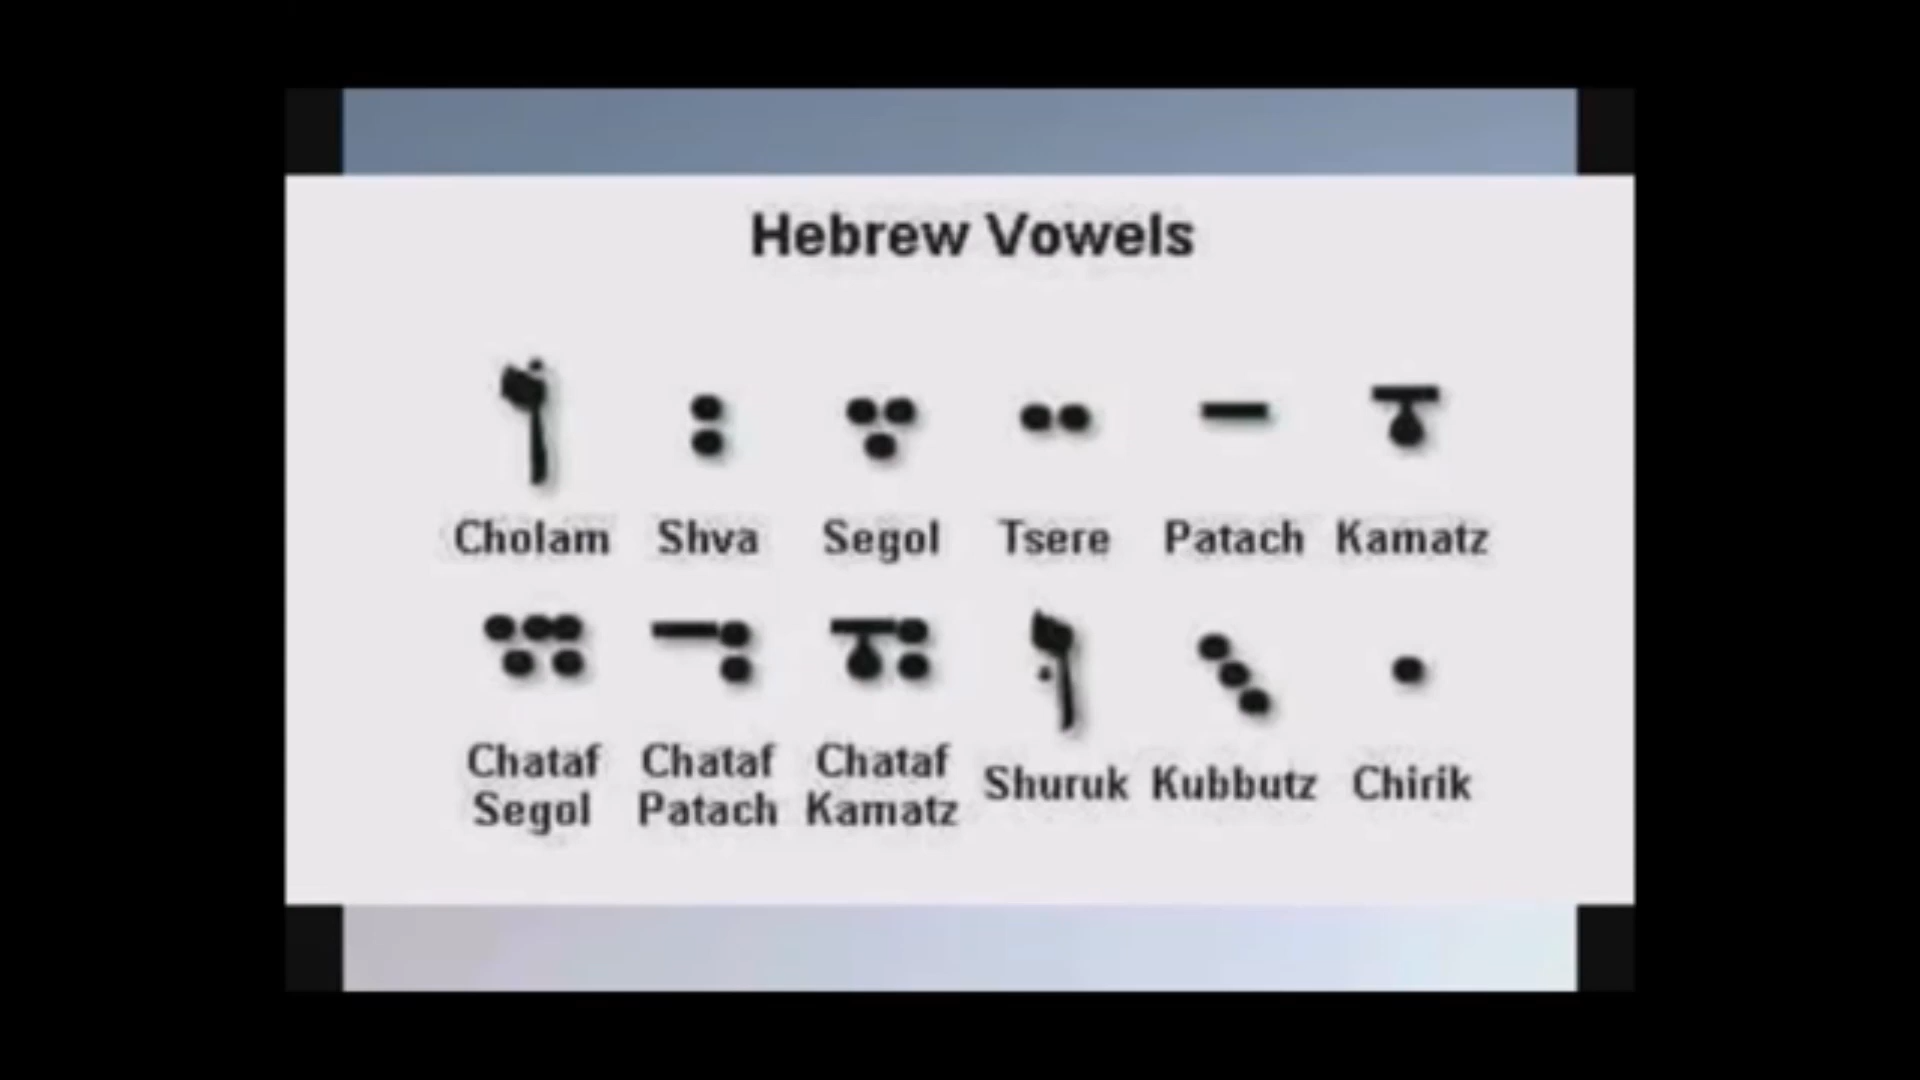 Hebrew Vowels
Cholam Shva Segol Tsere Patach Kamatz
Chataf Segol Chataf Patach Chataf Kamatz Shuruk Kubbutz Chirik